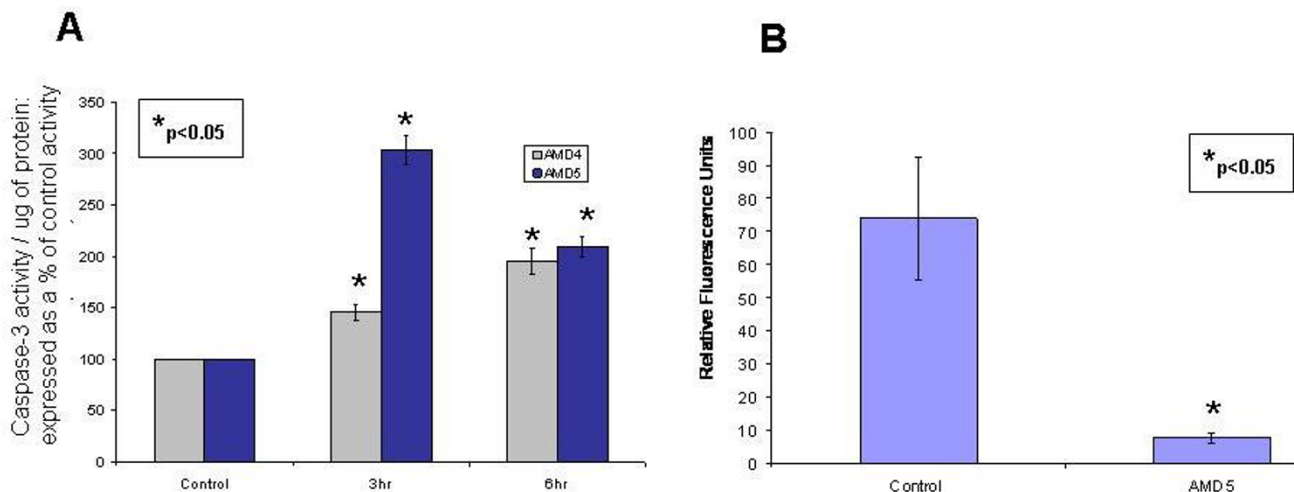 A
Caspase-3 activity / ug of protein:
expressed as a % of control activity
350
300
250
200
150
100
50
0
* p<0.05
*
*
*
*
AMD4
AMD5
Control
3hr
6hr
B
Relative Fluorescence Units
100
90
80
70
60
50
40
30
20
10
0
* p<0.05
*
Control
AMD5